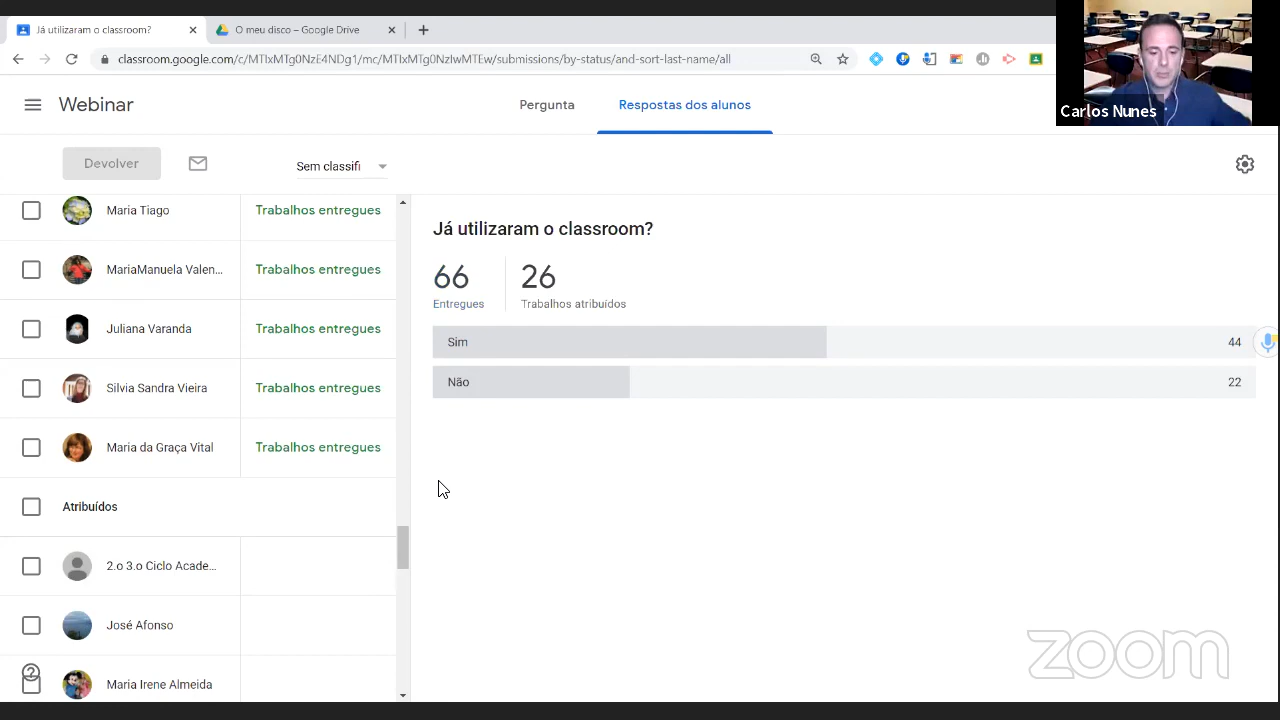 Já utilizaram o classroom?
O meu disco – Google Drive
classroom.google.com/c/MTIxMTg0NzE4NDg1/mc/MTIxMTg0NzIwMTEw/submissions/by-status/and-sort-last-name/all
Carlos Nunes
Webinar
Pergunta
Respostas dos alunos
Devolver
Sem classifi
Maria Tiago
Trabalhos entregues
MariaManuela Valen...
Trabalhos entregues
Juliana Varanda
Trabalhos entregues
Silvia Sandra Vieira
Trabalhos entregues
Maria da Graça Vital
Trabalhos entregues
Atribuídos
2.o 3.o Ciclo Acade...
José Afonso
Maria Irene Almeida
Já utilizaram o classroom?
66
Entregues
26
Trabalhos atribuídos
Sim
44
Não
22
zoom